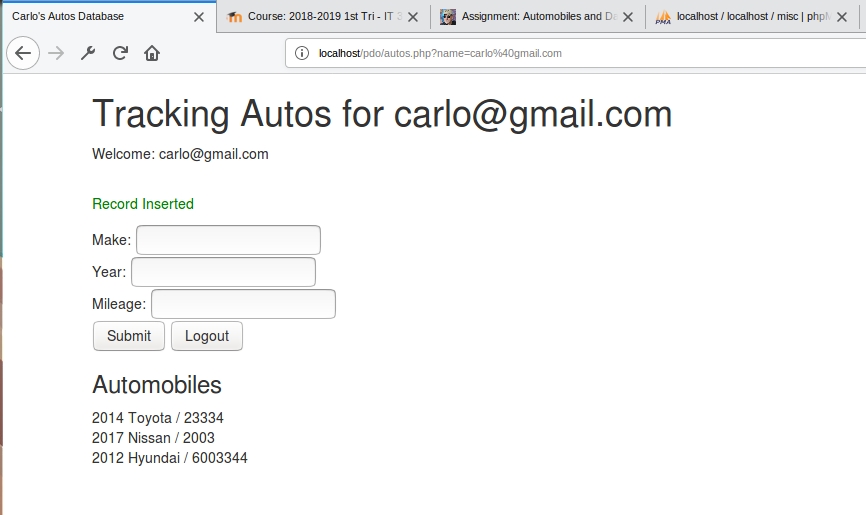 Carlo's Autos Database
Course: 2018-2019 1st Tri - IT
Assignment: Automobiles and Da
localhost / localhost / misc | php
PMA
localhost/pdo/autos.php?name=carlo%40gmail.com
Tracking Autos for carlo@gmail.com
Welcome: carlo@gmail.com
Record Inserted
Make:
Year:
Mileage:
Submit Logout
Automobiles
2014 Toyota / 23334
2017 Nissan / 2003
2012 Hyundai / 6003344